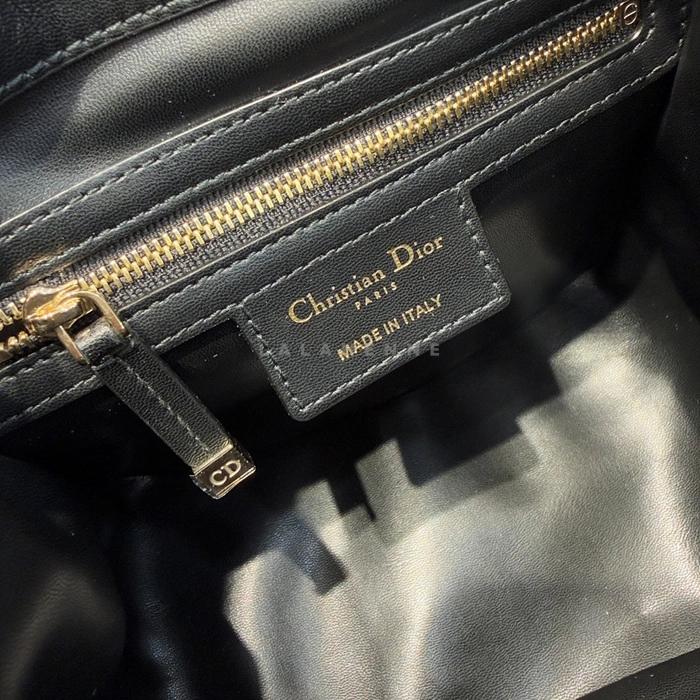 Christian Dior
PARIS
MADE IN ITALY
CD